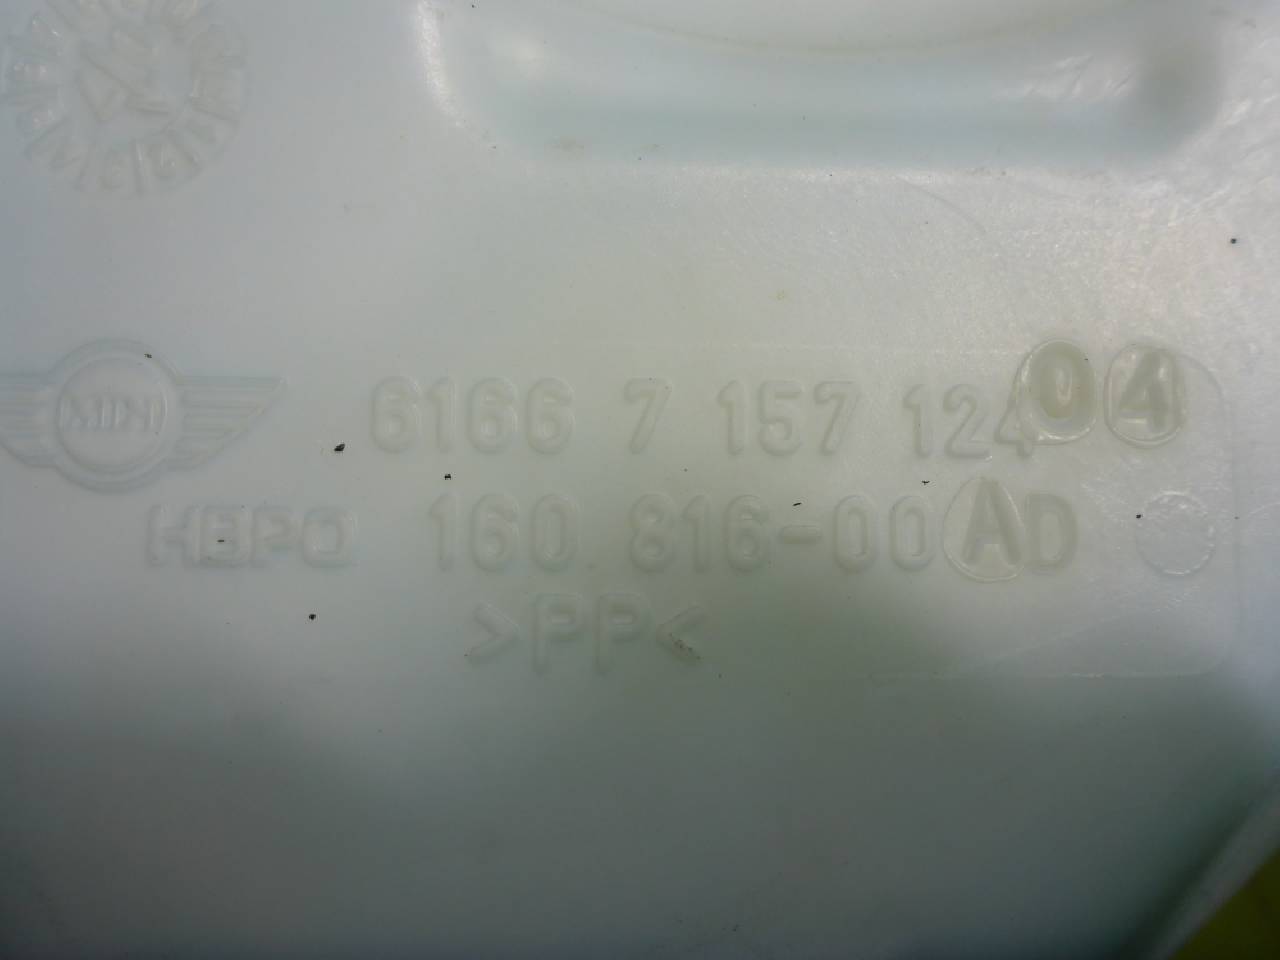 MINI
6166 7 157 124 04
HBPO 160 816-00 AD
>PP<